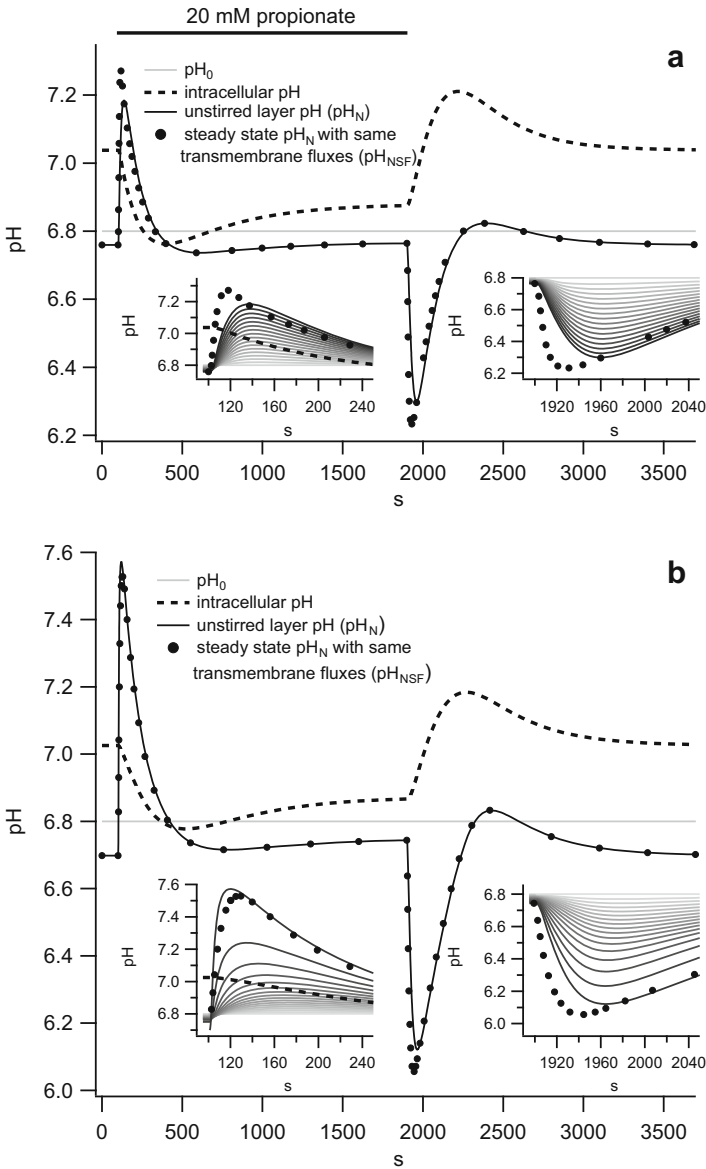 20 mM propionate
a
pH0
intracellular pH
unstirred layer pH (pHN)
steady state pHN with same
transmembrane fluxes (pHNSF)
7.2
7.0
6.8
6.6
6.4
6.2
pH
7.2
7.0
6.8
pH
120 160 200 240
s
6.8
6.6
6.4
6.2
pH
1920 1960 2000 2040
s
0 500 1000 1500 2000 2500 3000 3500
s
b
pH0
intracellular pH
unstirred layer pH (pHN)
steady state pHN with same
transmembrane fluxes (pHNSF)
7.6
7.4
7.2
7.0
6.8
6.6
6.4
6.2
6.0
pH
7.6
7.4
7.2
7.0
6.8
pH
120 160 200 240
s
6.8
6.6
6.4
6.2
6.0
pH
1920 1960 2000 2040
s
0 500 1000 1500 2000 2500 3000 3500
s